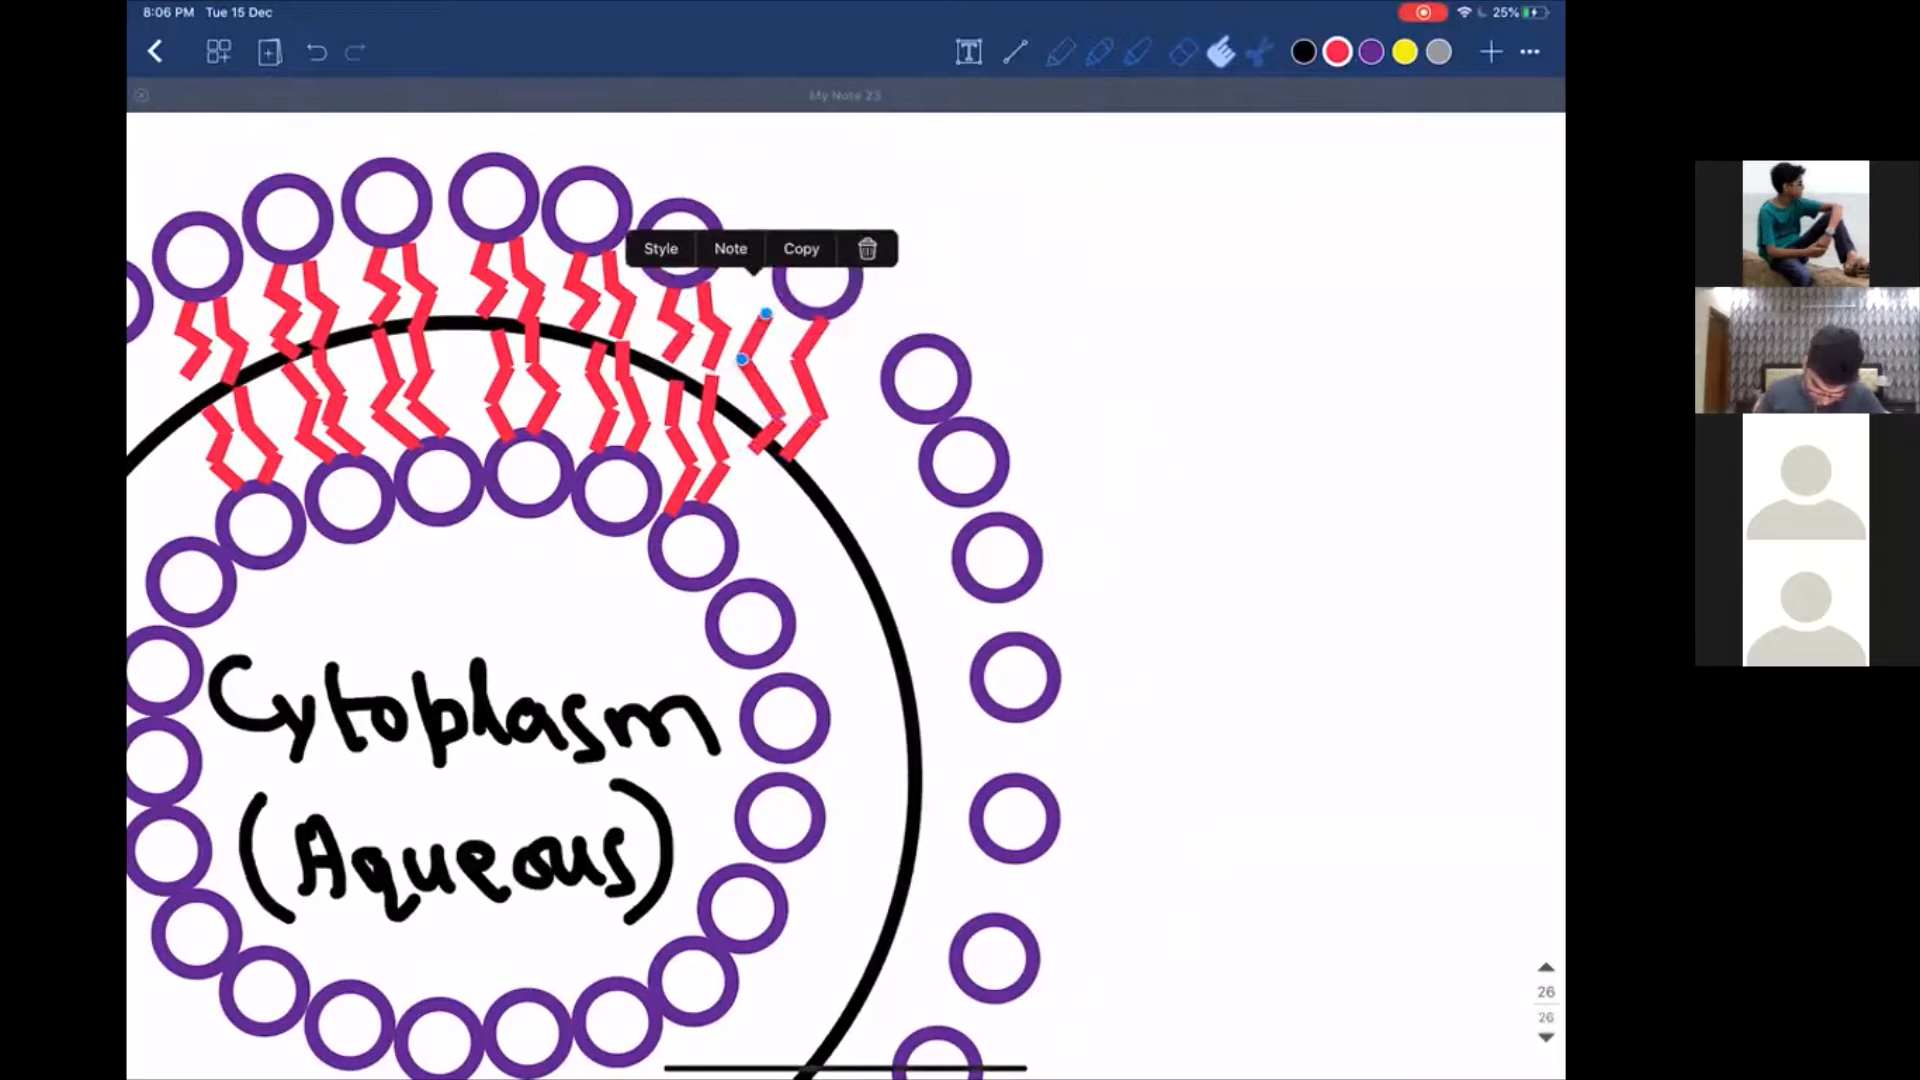 8:06 PM Tue 15 Dec
25%
My Note 23
Style Note Copy
Cytoplasm
(Aqueous)
26
26